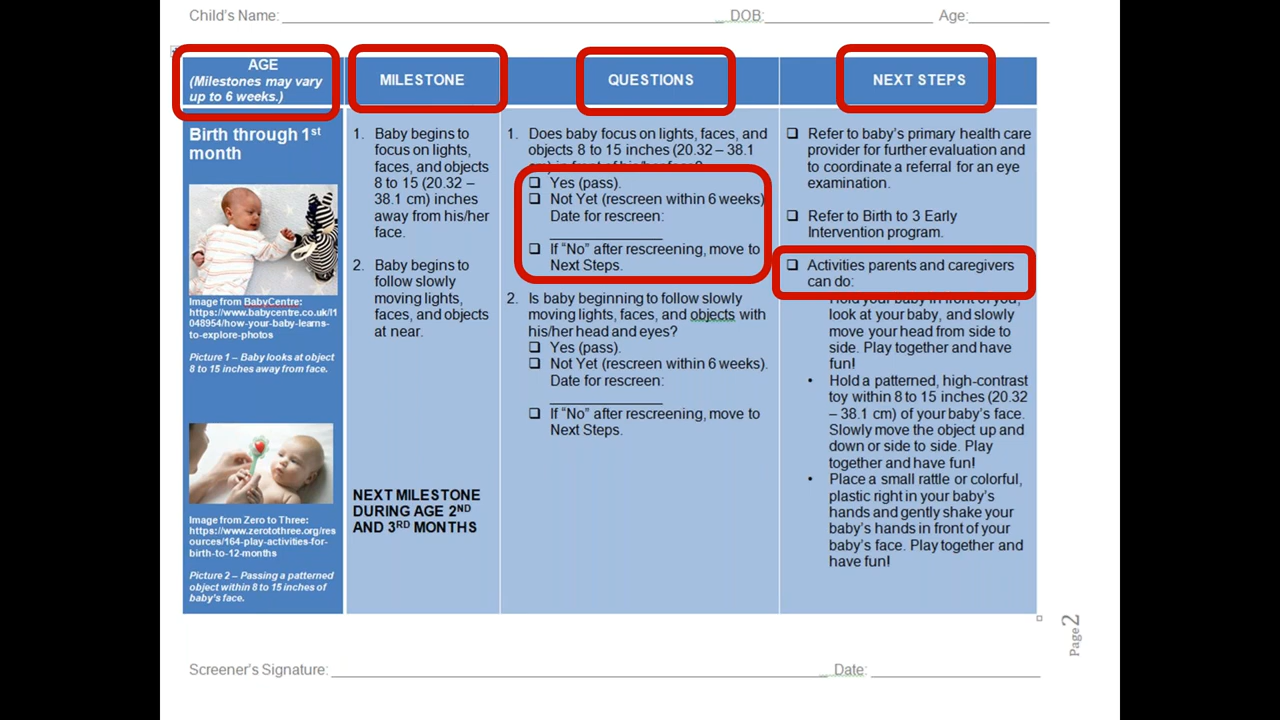 Child's Name:
DOB:
Age:
AGE
(Milestones may vary
up to 6 weeks.)
MILESTONE
QUESTIONS
NEXT STEPS
Birth through 1st
month
Image from BabyCentre:
https://www.babycentre.co.uk/l1
048954/how-your-baby-learns-
to-explore-photos
Picture 1 – Baby looks at object
8 to 15 inches away from face.
Image from Zero to Three:
https://www.zerotothree.org/res
ources/164-play-activities-for-
birth-to-12-months
Picture 2 – Passing a patterned
object within 8 to 15 inches of
baby's face.
1. Baby begins to
focus on lights,
faces, and objects
8 to 15 (20.32 –
38.1 cm) inches
away from his/her
face.
2. Baby begins to
follow slowly
moving lights,
faces, and objects
at near.
NEXT MILESTONE
DURING AGE 2ND
AND 3RD MONTHS
1. Does baby focus on lights, faces, and
objects 8 to 15 inches (20.32 – 38.1
cm) in front of his/her face?
❑ Yes (pass).
❑ Not Yet (rescreen within 6 weeks)
Date for rescreen:
❑ If "No" after rescreening, move to
Next Steps.
2. Is baby beginning to follow slowly
moving lights, faces, and objects with
his/her head and eyes?
❑ Yes (pass).
❑ Not Yet (rescreen within 6 weeks).
Date for rescreen:
❑ If "No" after rescreening, move to
Next Steps.
❑ Refer to baby's primary health care
provider for further evaluation and
to coordinate a referral for an eye
examination.
❑ Refer to Birth to 3 Early
Intervention program.
❑ Activities parents and caregivers
can do:
Hold your baby in front of you,
look at your baby, and slowly
move your head from side to
side. Play together and have
fun!
• Hold a patterned, high-contrast
toy within 8 to 15 inches (20.32
– 38.1 cm) of your baby's face.
Slowly move the object up and
down or side to side. Play
together and have fun!
• Place a small rattle or colorful,
plastic right in your baby's
hands and gently shake your
baby's hands in front of your
baby's face. Play together and
have fun!
Page 2
Screener's Signature:
Date: